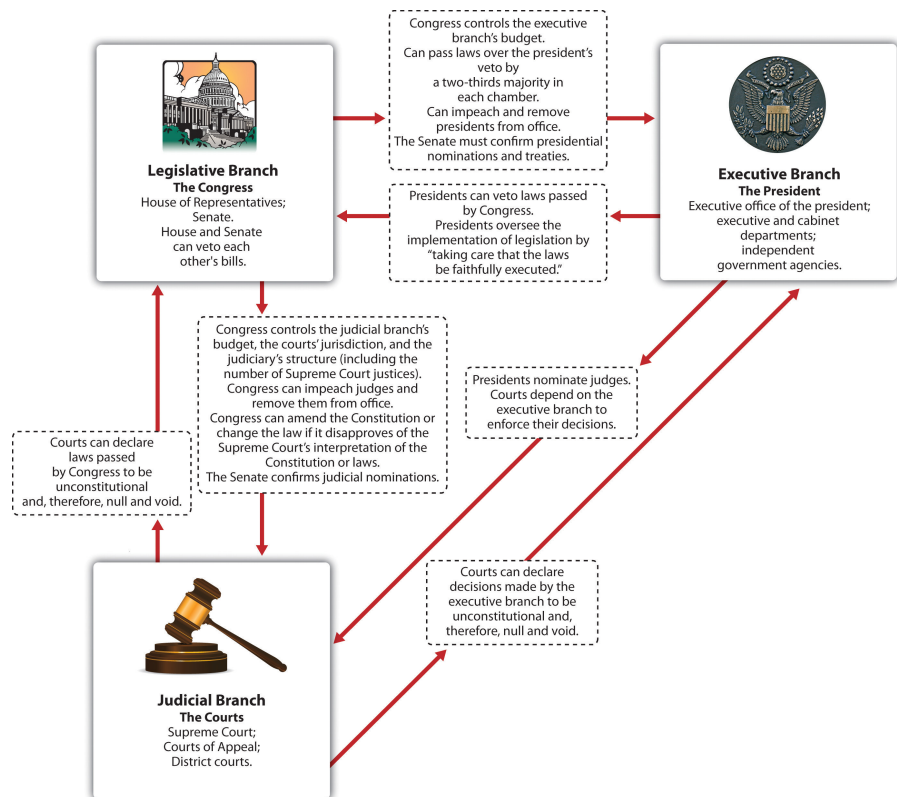 Congress controls the executive
branch's budget.
Can pass laws over the president's
veto by
a two-thirds majority in
each chamber.
Can impeach and remove
presidents from office.
The Senate must confirm presidential
nominations and treaties.
Legislative Branch
The Congress
House of Representatives;
Senate.
House and Senate
can veto each
other's bills.
Executive Branch
The President
Executive office of the president;
executive and cabinet
departments;
independent
government agencies.
Presidents can veto laws passed
by Congress.
Presidents oversee the
implementation of legislation by
“taking care that the laws
be faithfully executed.”
Congress controls the judicial branch's
budget, the courts' jurisdiction, and the
judiciary's structure (including the
number of Supreme Court justices).
Congress can impeach judges and
remove them from office.
Congress can amend the Constitution or
change the law if it disapproves of the
Supreme Court's interpretation of the
Constitution or laws.
The Senate confirms judicial nominations.
Presidents nominate judges.
Courts depend on the
executive branch to
enforce their decisions.
Courts can declare
laws passed
by Congress to be
unconstitutional
and, therefore, null and void.
Courts can declare
decisions made by the
executive branch to be
unconstitutional and,
therefore, null and void.
Judicial Branch
The Courts
Supreme Court;
Courts of Appeal;
District courts.